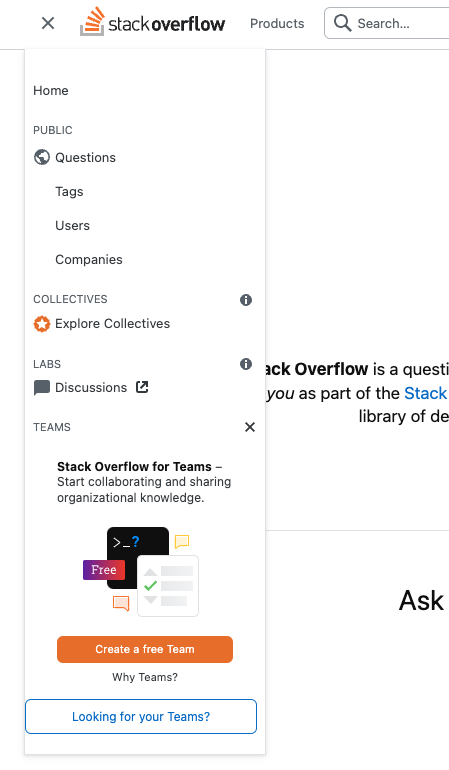 stack overflow
Products
Search...
Home
PUBLIC
Questions
Tags
Users
Companies
COLLECTIVES
Explore Collectives
LABS
Discussions
TEAMS
Stack Overflow for Teams –
Start collaborating and sharing
organizational knowledge.
>_?
Free
Create a free Team
Why Teams?
Looking for your Teams?
ack Overflow is a questi
you as part of the Stack
library of de
Ask